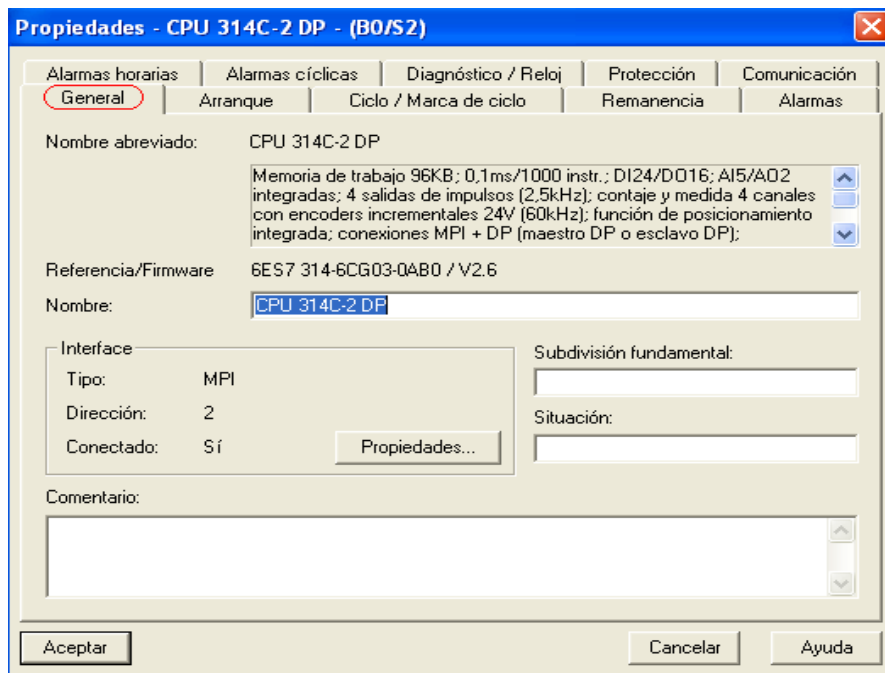 Propiedades - CPU 314C-2 DP - (B0/S2)
Alarmas horarias
Alarmas cíclicas
Diagnóstico / Reloj
Protección
Comunicación
General
Arranque
Ciclo / Marca de ciclo
Remanencia
Alarmas
Nombre abreviado:
CPU 314C-2 DP
Memoria de trabajo 96KB; 0,1ms/1000 instr.; DI24/DO16; AI5/AO2
integradas; 4 salidas de impulsos (2,5kHz); contaje y medida 4 canales
con encoders incrementales 24V (60kHz); función de posicionamiento
integrada; conexiones MPI + DP (maestro DP o esclavo DP);
Referencia/Firmware
6ES7 314-6CG03-0AB0 / V2.6
Nombre:
CPU 314C-2 DP
Interface
Tipo:
MPI
Dirección:
2
Conectado:
Sí
Propiedades...
Subdivisión fundamental:
Situación:
Comentario:
Aceptar
Cancelar
Ayuda